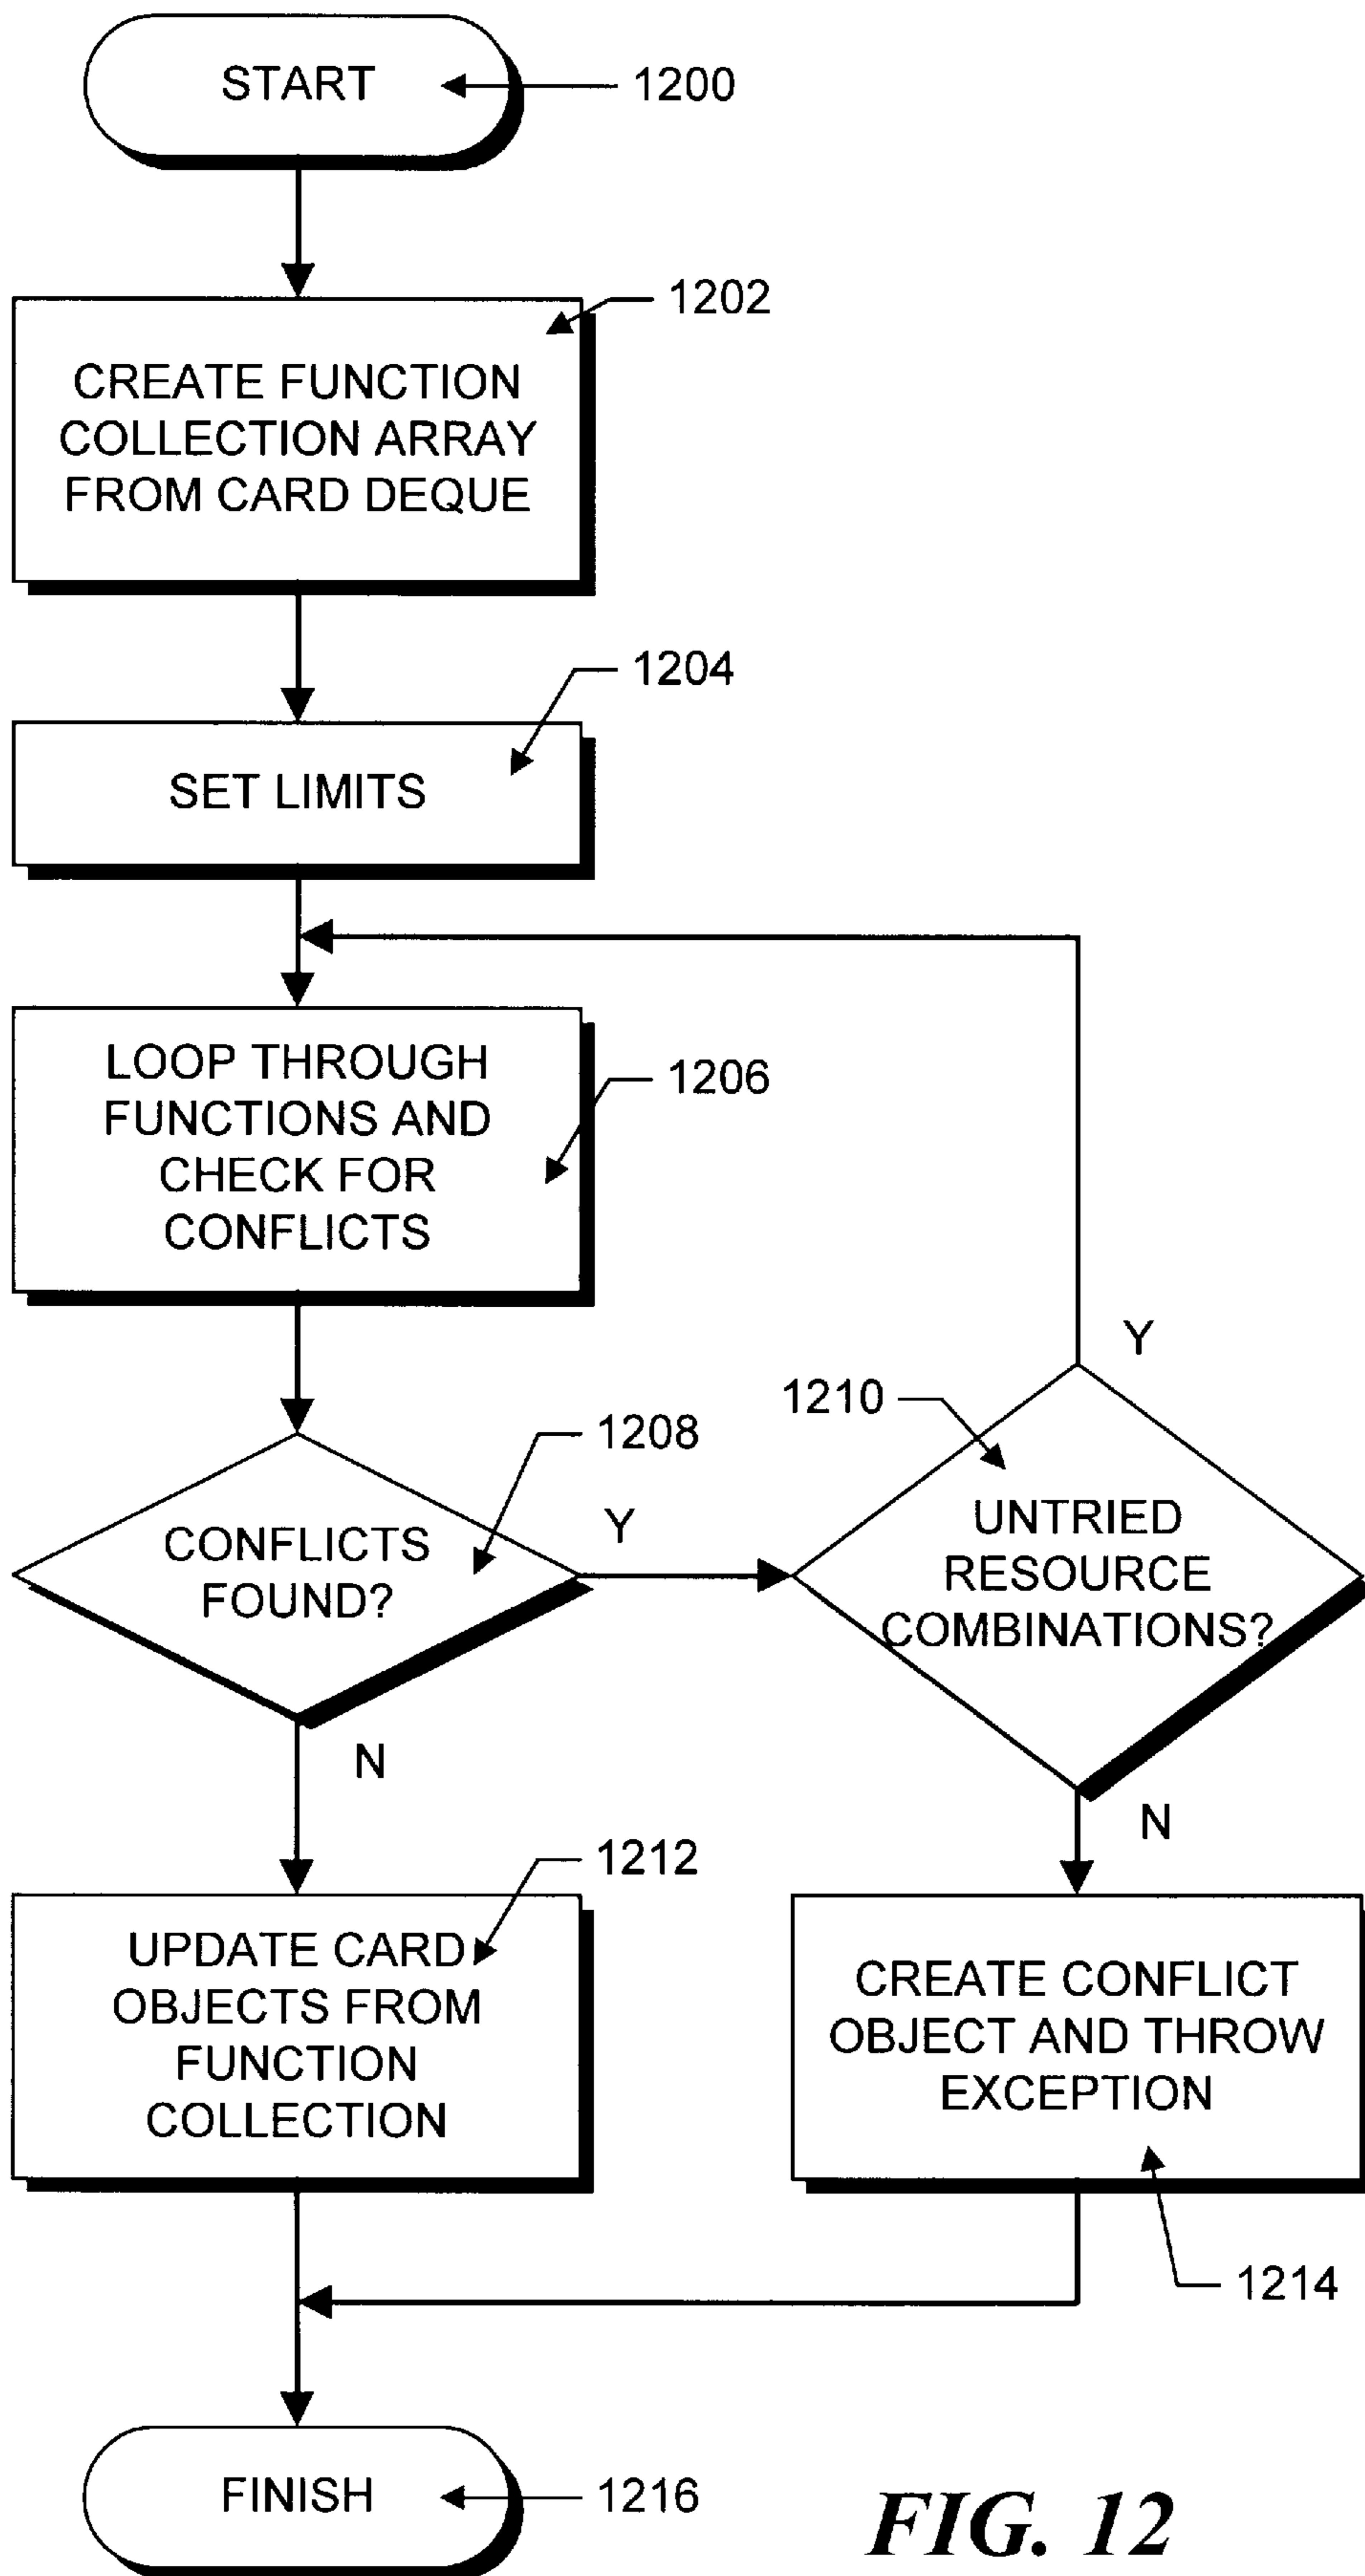 START
1200
1202
CREATE FUNCTION
COLLECTION ARRAY
FROM CARD DEQUE
1204
SET LIMITS
LOOP THROUGH
FUNCTIONS AND
CHECK FOR
CONFLICTS
1206
Y
1210
1208
CONFLICTS
FOUND?
Y
UNTRIED
RESOURCE
COMBINATIONS?
N
N
1212
UPDATE CARD
OBJECTS FROM
FUNCTION
COLLECTION
CREATE CONFLICT
OBJECT AND THROW
EXCEPTION
1214
FINISH
1216
FIG. 12